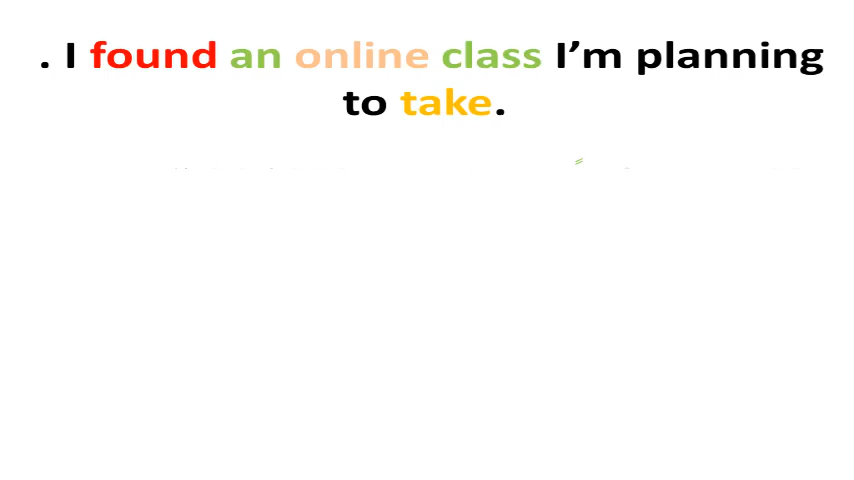 . I found an online class I’m planning
to take.